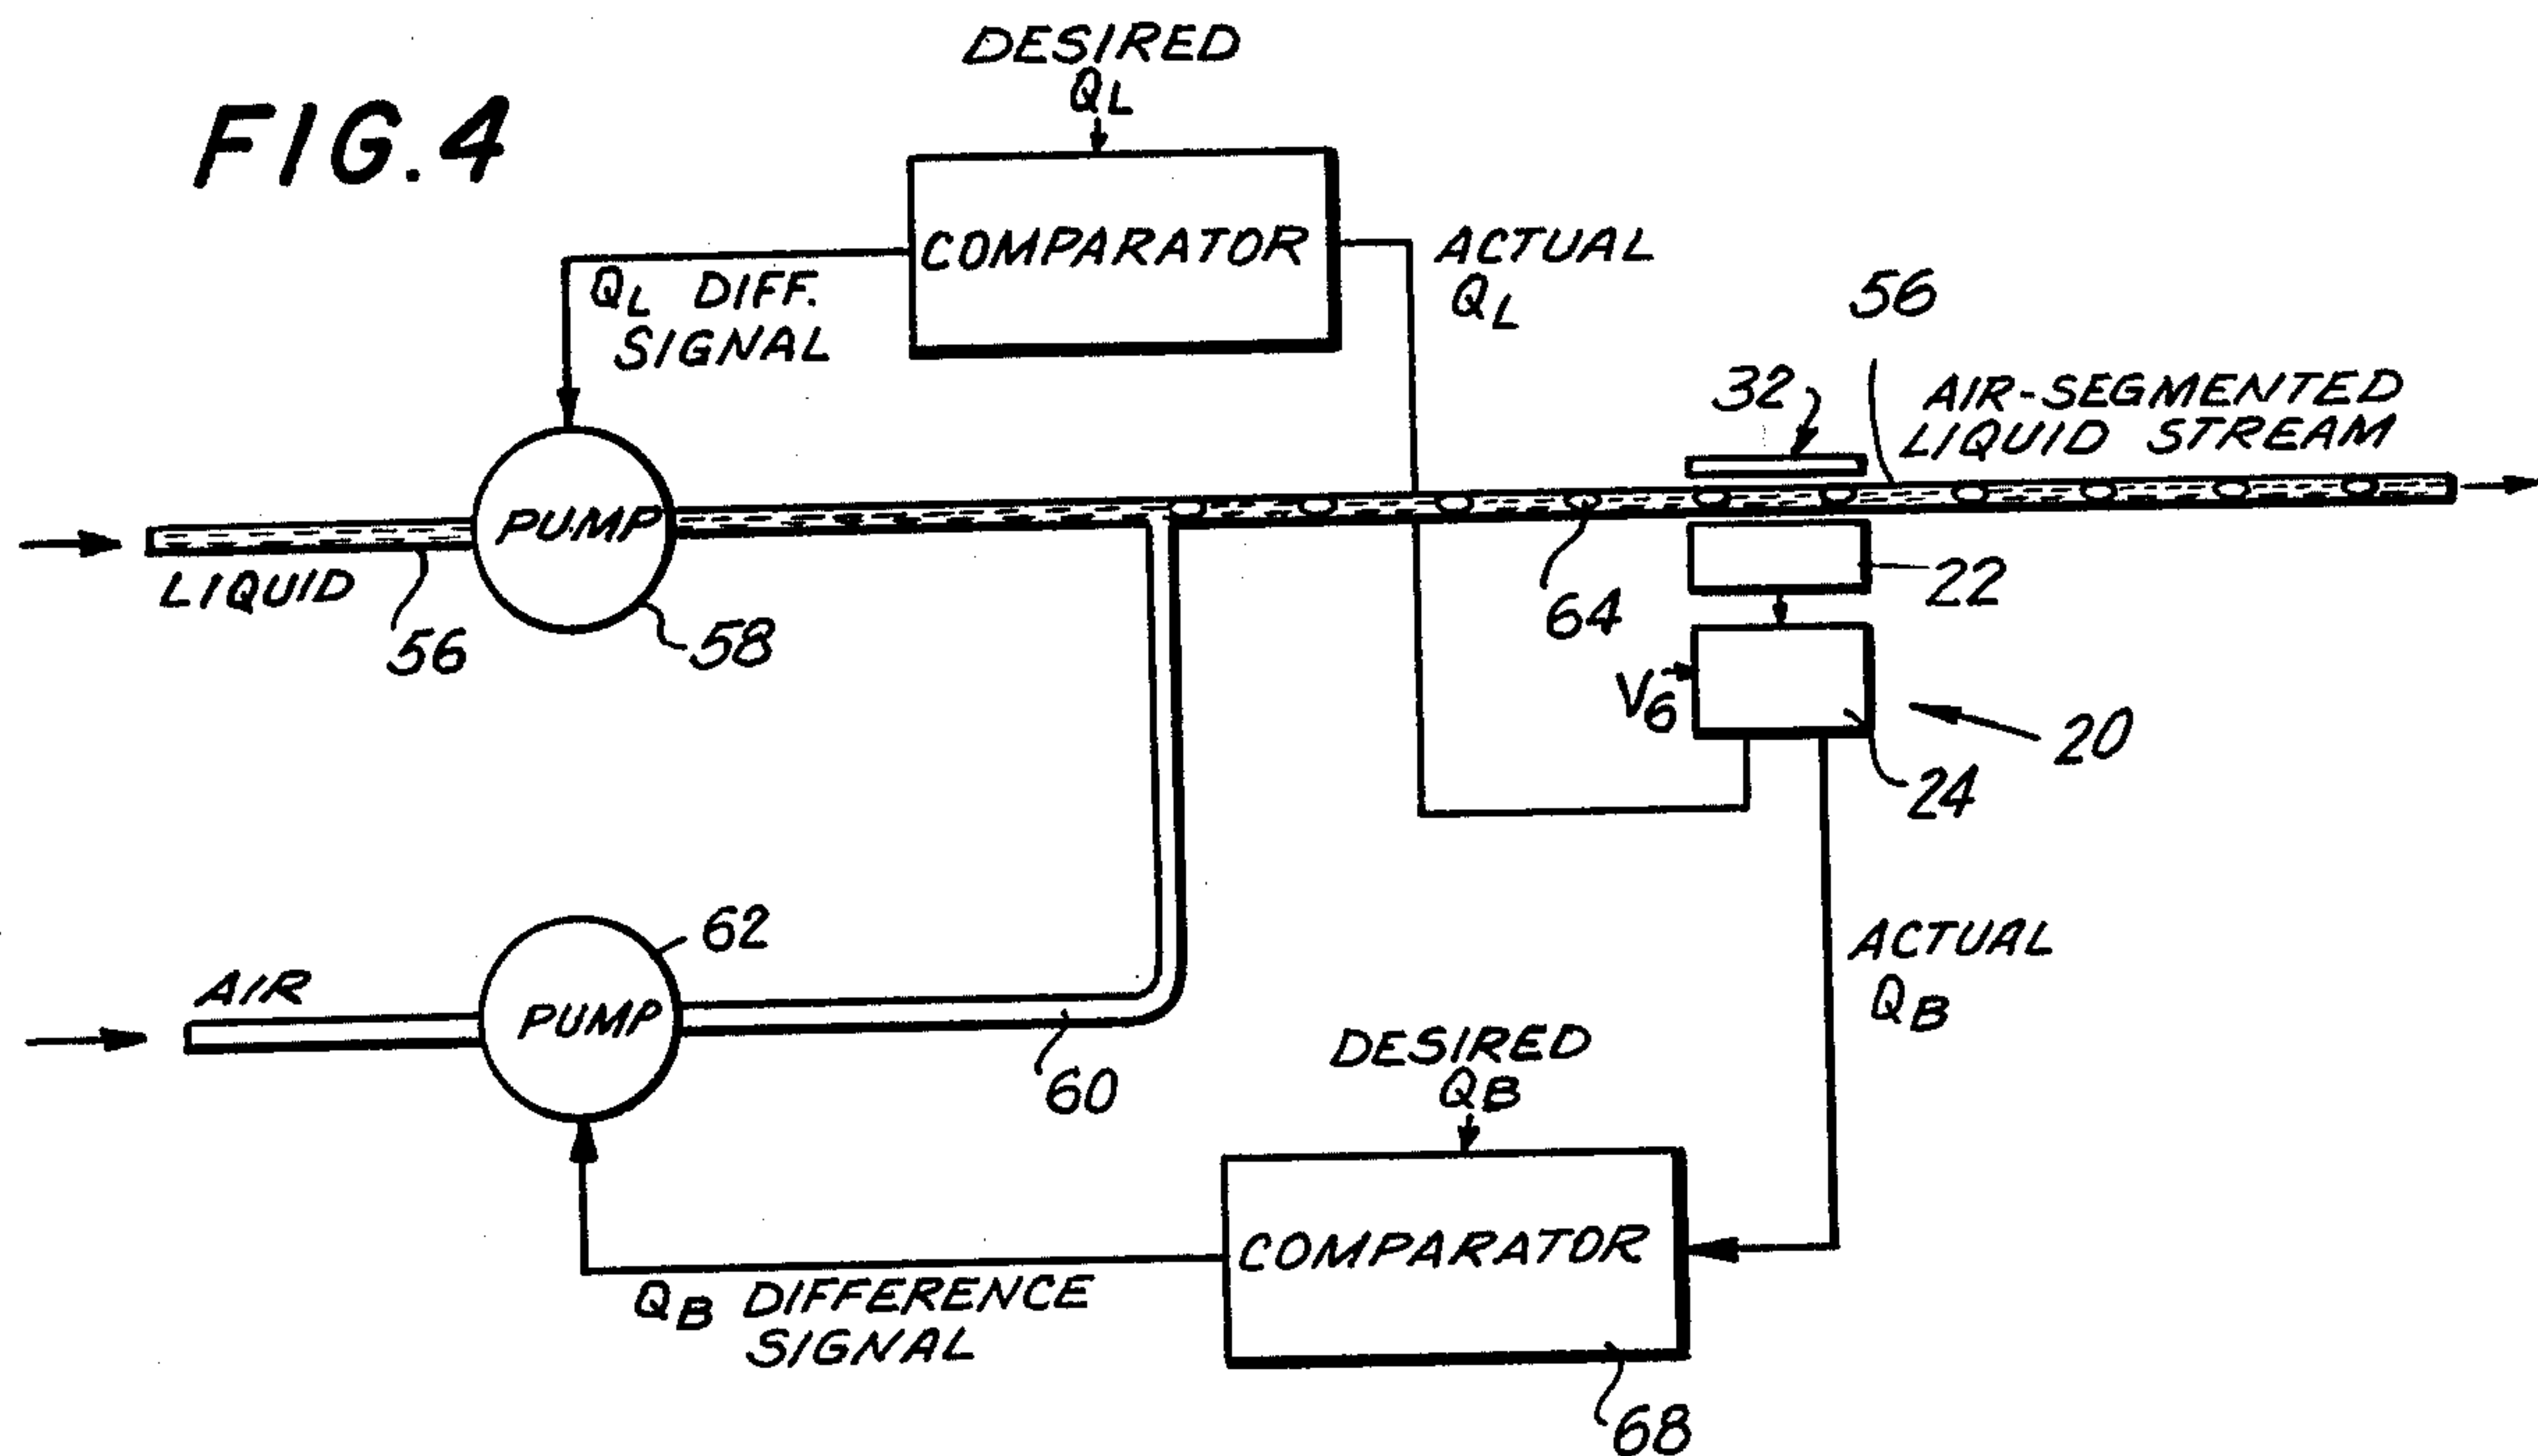 FIG. 4
DESIRED
QL
COMPARATOR
QL DIFF.
SIGNAL
ACTUAL
QL
56
32
AIR-SEGMENTED
LIQUID STREAM
PUMP
LIQUID
56
58
64
22
V6
20
24
62
AIR
PUMP
60
ACTUAL
QB
DESIRED
QB
COMPARATOR
QB DIFFERENCE
SIGNAL
68